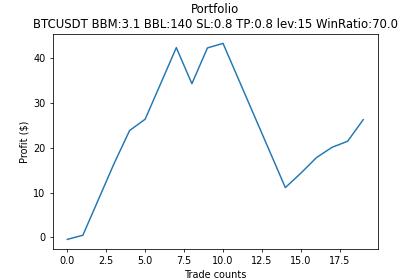 Portfolio
BTCUSDT BBM:3.1 BBL:140 SL:0.8 TP:0.8 lev:15 WinRatio:70.0
40
30
20
10
0
Profit ($)
0.0 2.5 5.0 7.5 10.0 12.5 15.0 17.5
Trade counts